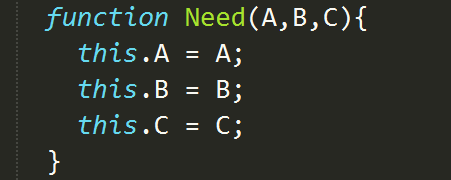 function Need(A,B,C){
  this.A = A;
  this.B = B;
  this.C = C;
}